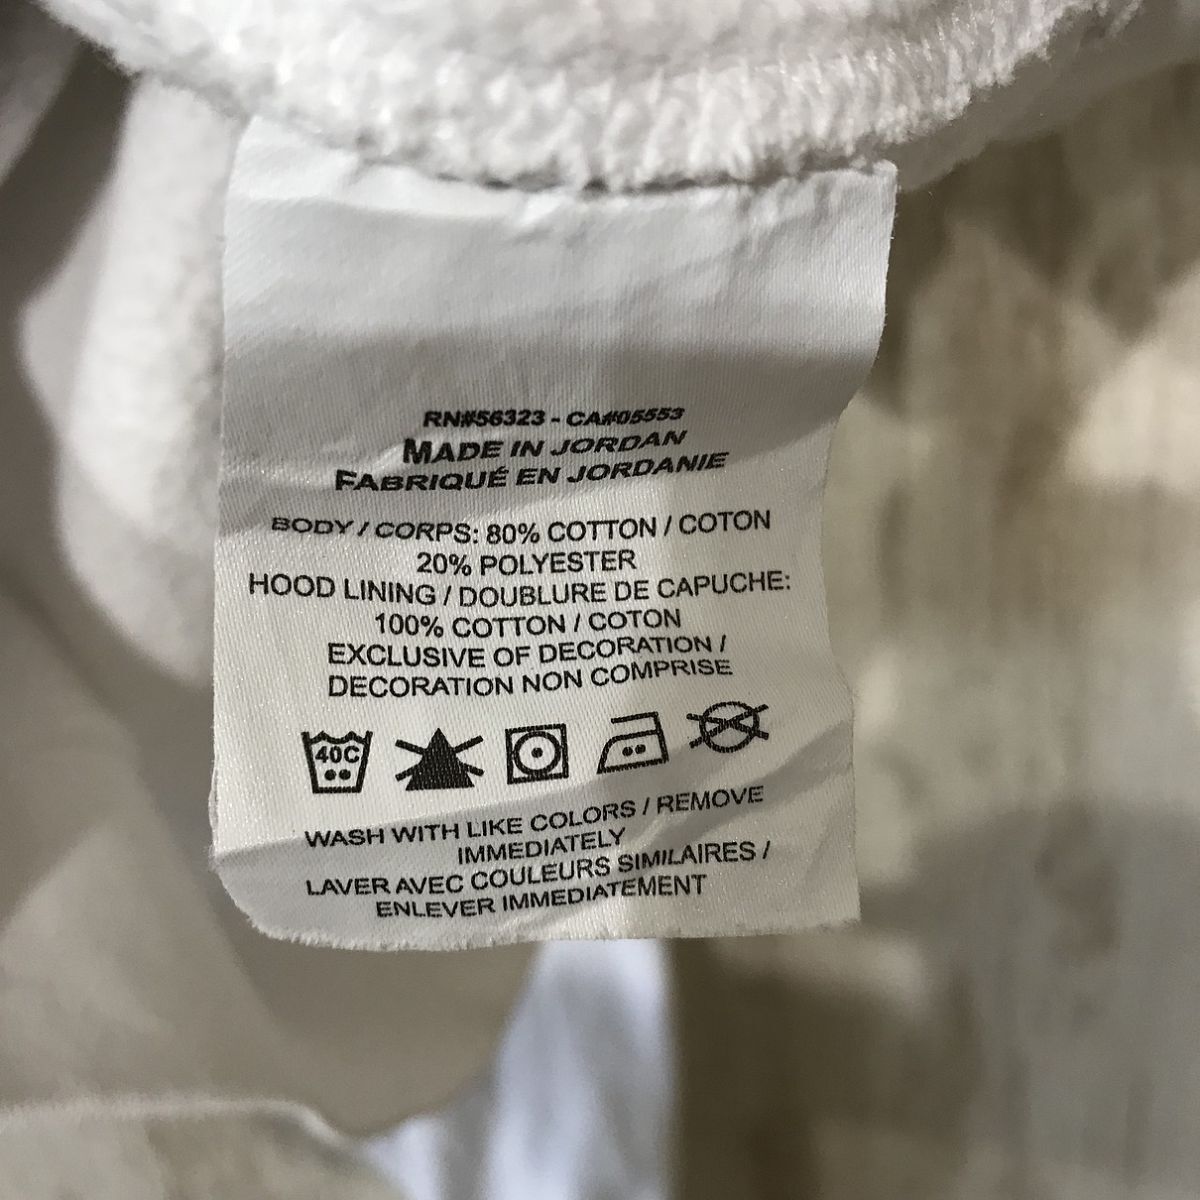 RN#56323 - CA#05553
MADE IN JORDAN
FABRIQUÉ EN JORDANIE
BODY / CORPS: 80% COTTON / COTON
20% POLYESTER
HOOD LINING / DOUBLURE DE CAPUCHE:
100% COTTON / COTON
EXCLUSIVE OF DECORATION /
DECORATION NON COMPRISE
40C
WASH WITH LIKE COLORS / REMOVE
IMMEDIATELY
LAVER AVEC COULEURS SIMILAIRES /
ENLEVER IMMEDIATEMENT